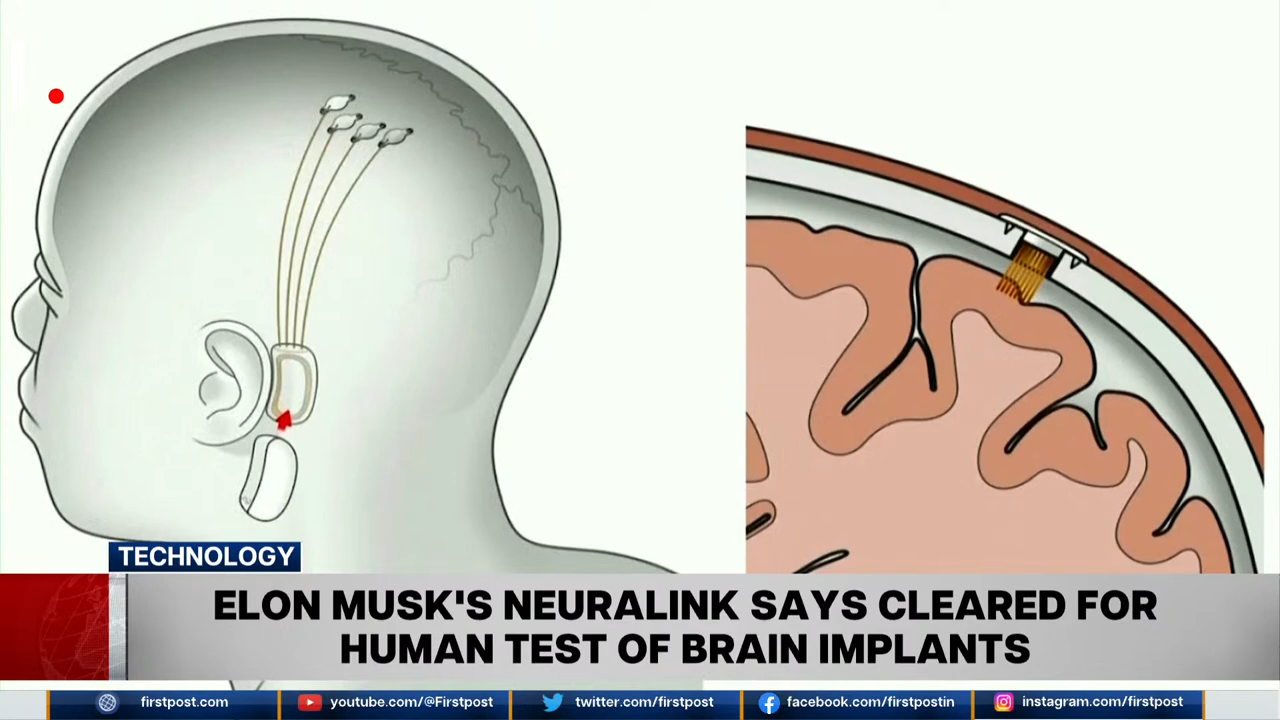 TECHNOLOGY
ELON MUSK'S NEURALINK SAYS CLEARED FOR
HUMAN TEST OF BRAIN IMPLANTS
firstpost.com youtube.com/@Firstpost twitter.com/firstpost facebook.com/firstpostin instagram.com/firstpost